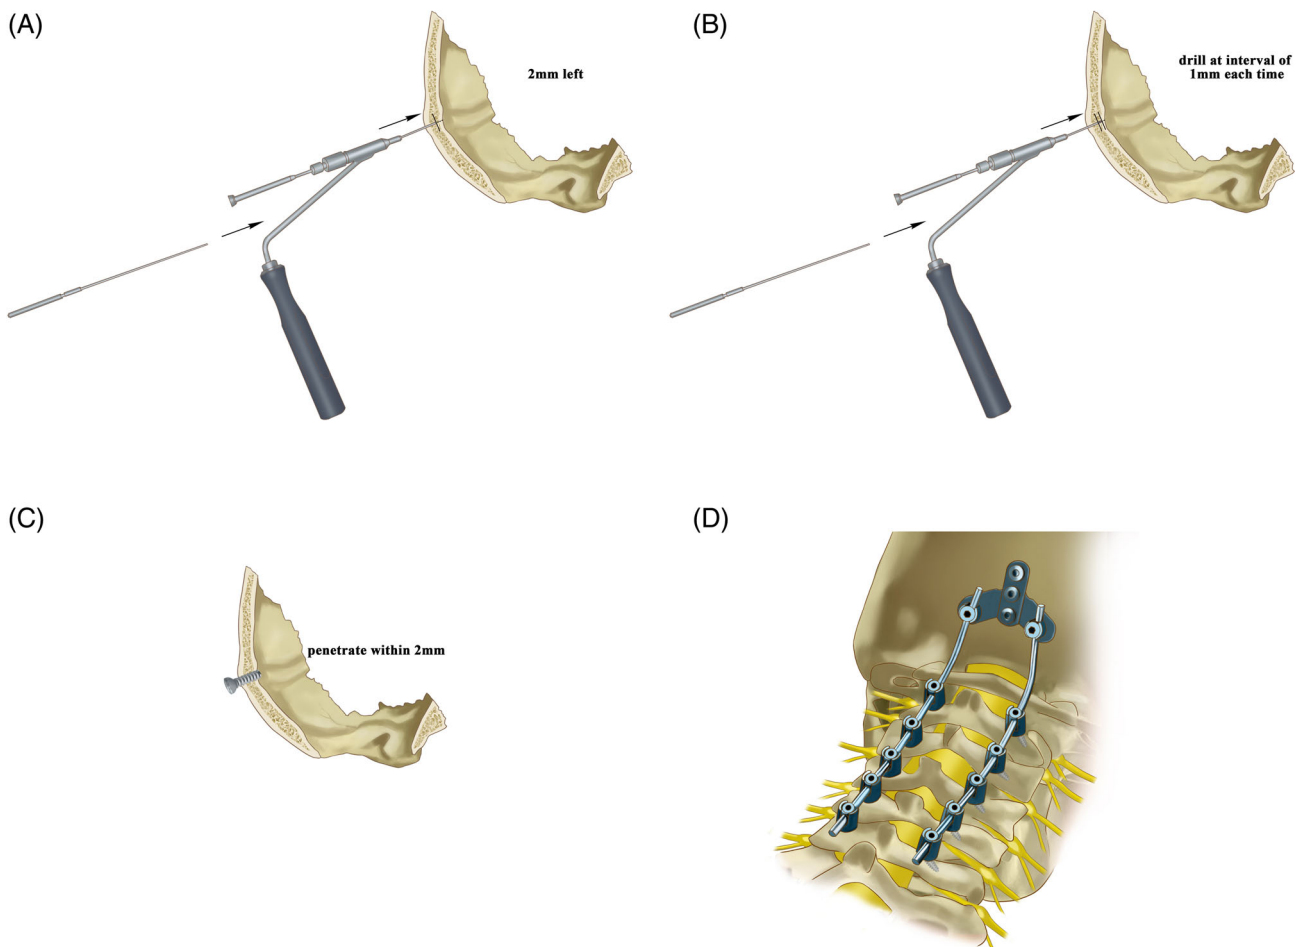 (A)
2mm left
(B)
drill at interval of
1mm each time
(C)
penetrate within 2mm
(D)